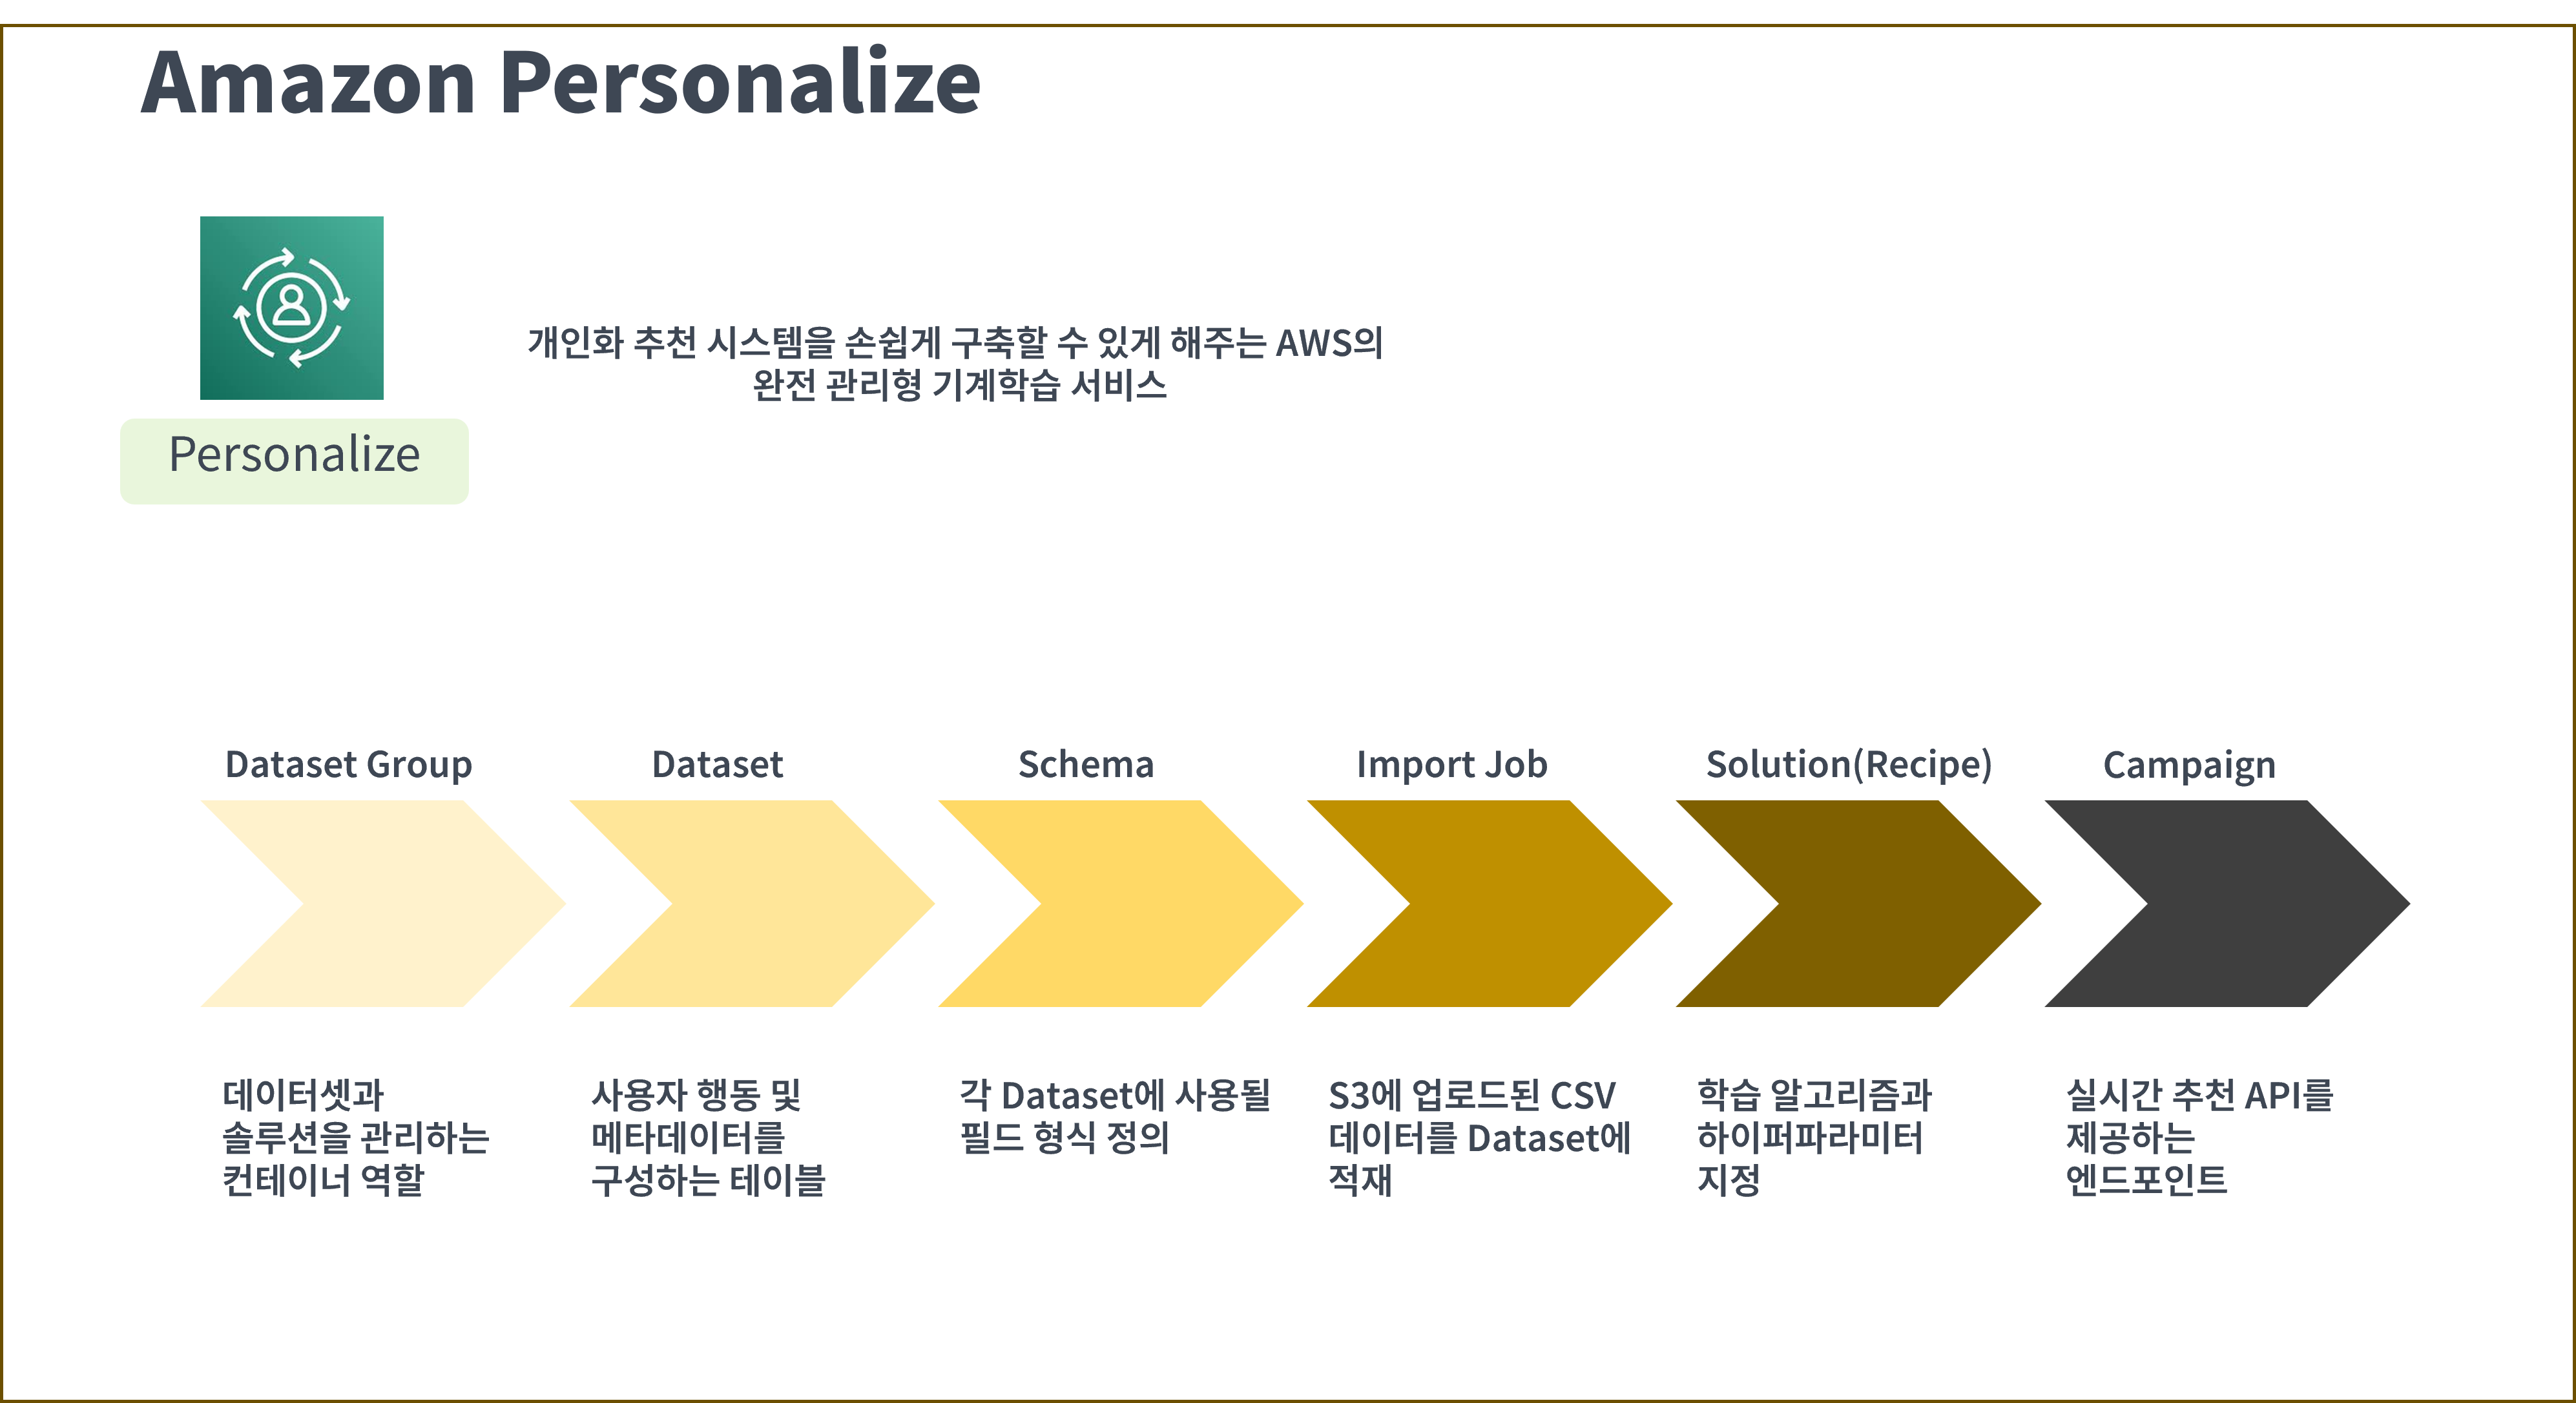 Amazon Personalize
개인화 추천 시스템을 손쉽게 구축할 수 있게 해주는 AWS의
완전 관리형 기계학습 서비스
Personalize
Dataset Group
Dataset
Schema
Import Job
Solution(Recipe)
Campaign
데이터셋과
솔루션을 관리하는
컨테이너 역할
사용자 행동 및
메타데이터를
구성하는 테이블
각 Dataset에 사용될
필드 형식 정의
S3에 업로드된 CSV
데이터를 Dataset에
적재
학습 알고리즘과
하이퍼파라미터
지정
실시간 추천 API를
제공하는
엔드포인트